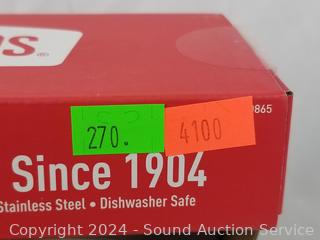 ®
270.
4100
865
Since 1904
Stainless Steel • Dishwasher Safe
Copyright 2024 - Sound Auction Service